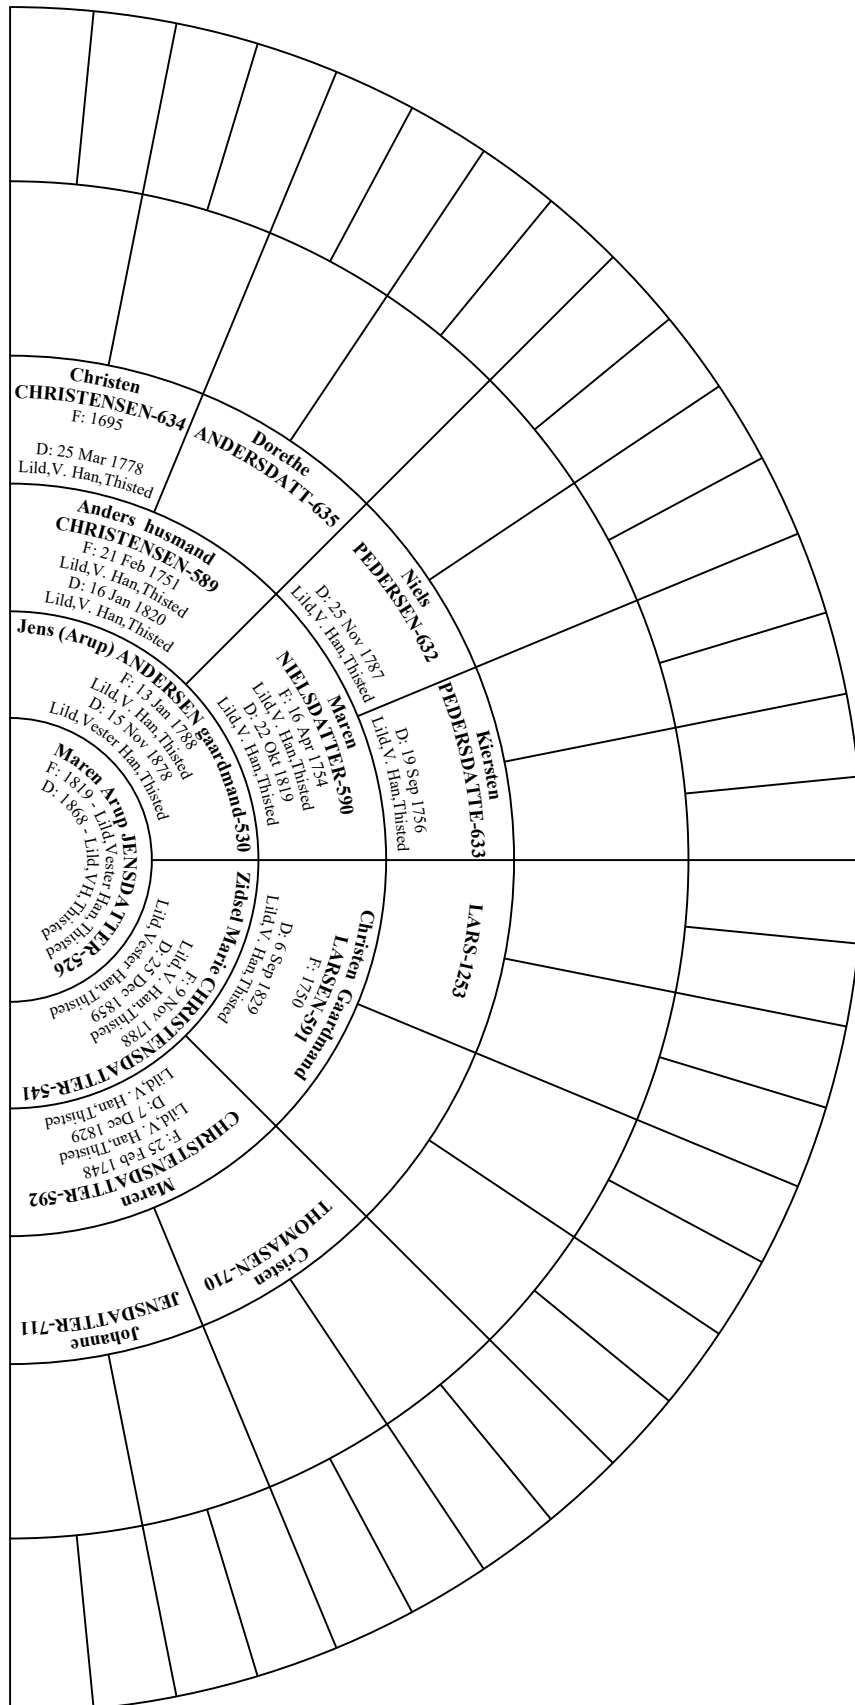 Christen
CHRISTENSEN-634
F: 1695
D: 25 Mar 1778
Lild,V. Han,Thisted
Dorethe
ANDERSDATT-635
Anders husmand
CHRISTENSEN-589
F: 21 Feb 1751
Lild,V. Han,Thisted
D: 16 Jan 1820
Lild,V. Han,Thisted
Niels
PEDERSEN-632
D: 25 Nov 1787
Lild,V. Han,Thisted
Jens (Arup) ANDERSEN gaardmand-530
F: 13 Jan 1788
Lild,V. Han,Thisted
D: 15 Nov 1878
Lild,Vester Han,Thisted
Maren
NIELSDATTER-590
F: 16 Apr 1754
Lild,V. Han,Thisted
D: 22 Okt 1819
Lild,V. Han,Thisted
Kiersten
PEDERSDATTE-633
D: 19 Sep 1756
Lild,V. Han,Thisted
Maren Arup JENSDATTER-526
F: 1819 - Lild,Vester Han,Thisted
D: 1868 - Lild,VH,Thisted
Zidsel Marie CHRISTENSDATTER-541
F: 9 Nov 1788
Lild,V. Han,Thisted
D: 25 Dec 1859
Lild,Vester Han,Thisted
Christen Gaardmand
LARSEN-591
F: 1750
D: 6 Sep 1829
Lild,V. Han,Thisted
LARS-1253
Maren
CHRISTENSDATTER-592
F: 25 Feb 1748
Lild,V. Han,Thisted
D: 7 Dec 1829
Lild,V. Han,Thisted
Cristen
THOMASEN-710
Johanne
JENSDATTER-711